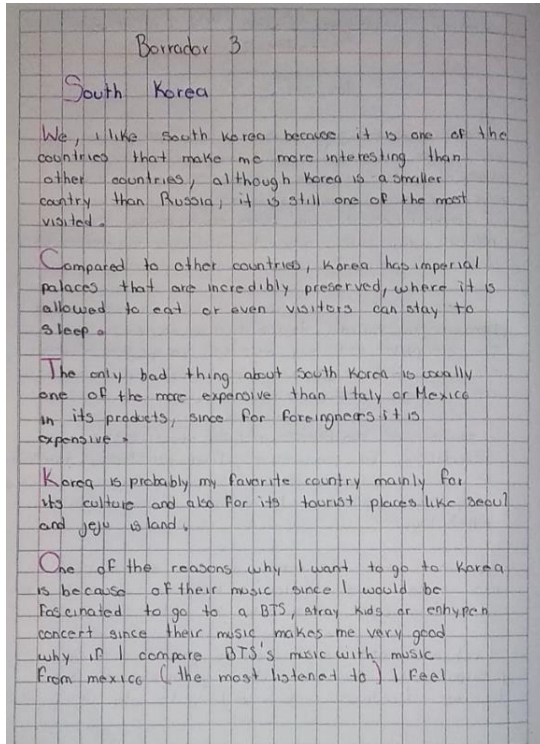 Borrador 3
South Korea
We, i like south korea because it is one of the
countries that make me more interesting than
other countries, although korea is a smaller
country than Russia, it is still one of the most
visited.
Compared to other countries, korea has imperial
palaces that are incredibly preserved, where it is
allowed to eat or even visitors can stay to
sleep.
The only bad thing about south korea is usually
one of the more expensive than Italy or Mexico
in its products, since for foreingners it is
expensive.
Korea is probably my favorite country mainly for
its culture and also for its tourist places like seoul
and jeju island.
One of the reasons why I want to go to korea
is because of their music since I would be
fascinated to go to a BTS, stray kids or enhypen
concert since their music makes me very good
why if I compare BTS's music with music
from mexico (the most listenet to) I feel